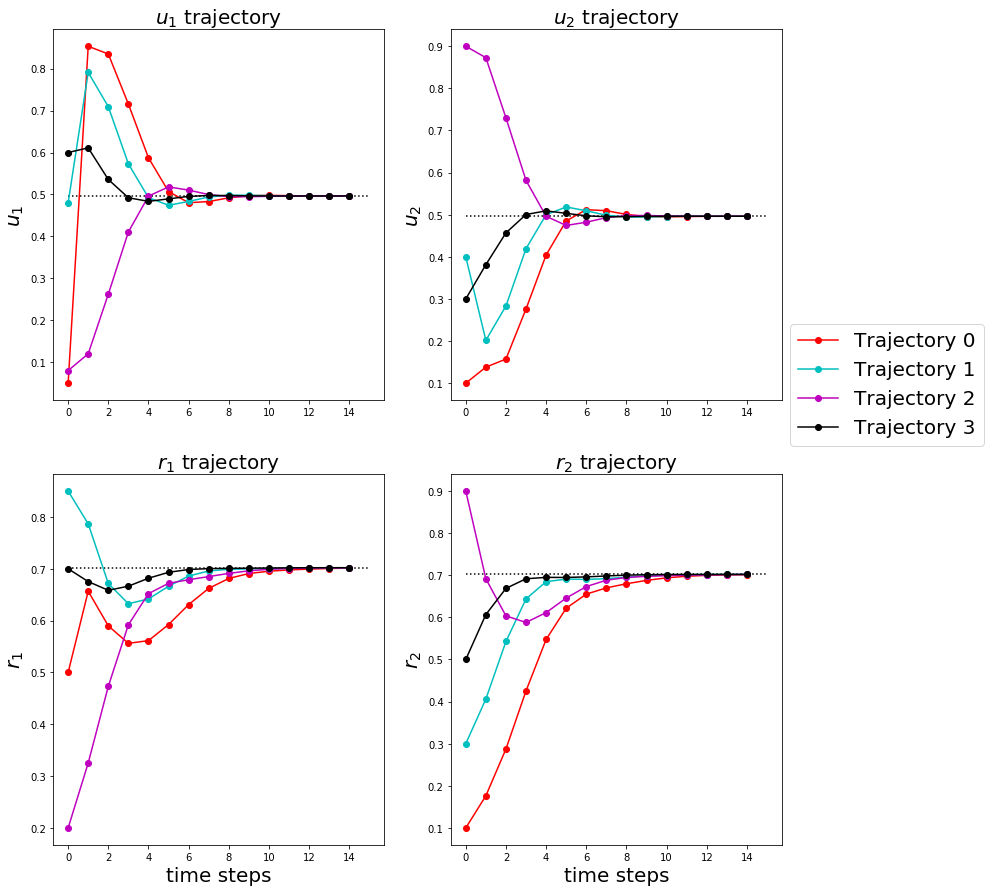 u₁ trajectory
u₂ trajectory
u₁
0.8
0.7
0.6
0.5
0.4
0.3
0.2
0.1
0 2 4 6 8 10 12 14
u₂
0.9
0.8
0.7
0.6
0.5
0.4
0.3
0.2
0.1
0 2 4 6 8 10 12 14
Trajectory 0
Trajectory 1
Trajectory 2
Trajectory 3
r₁ trajectory
r₂ trajectory
r₁
0.8
0.7
0.6
0.5
0.4
0.3
0.2
0 2 4 6 8 10 12 14
time steps
r₂
0.9
0.8
0.7
0.6
0.5
0.4
0.3
0.2
0.1
0 2 4 6 8 10 12 14
time steps